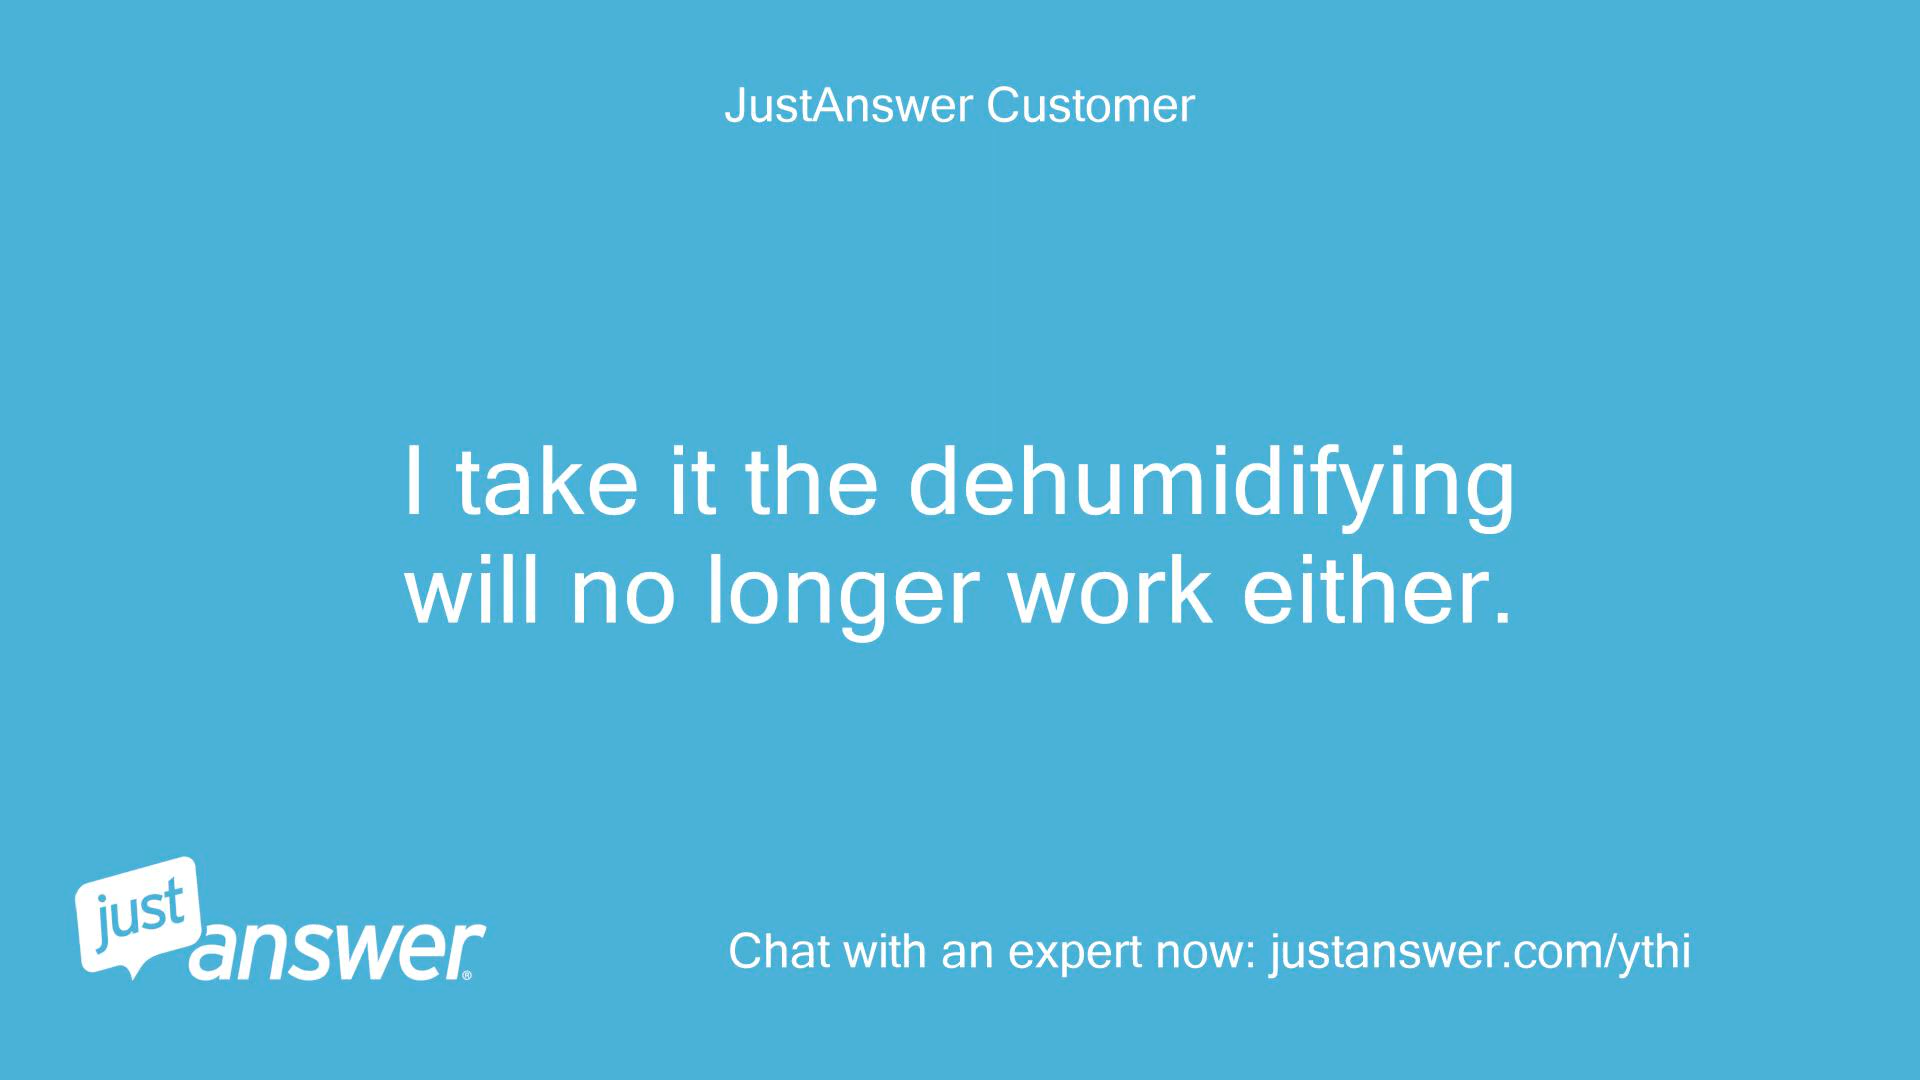 JustAnswer Customer
I take it the dehumidifying
will no longer work either.
just
answer®
Chat with an expert now: justanswer.com/ythi